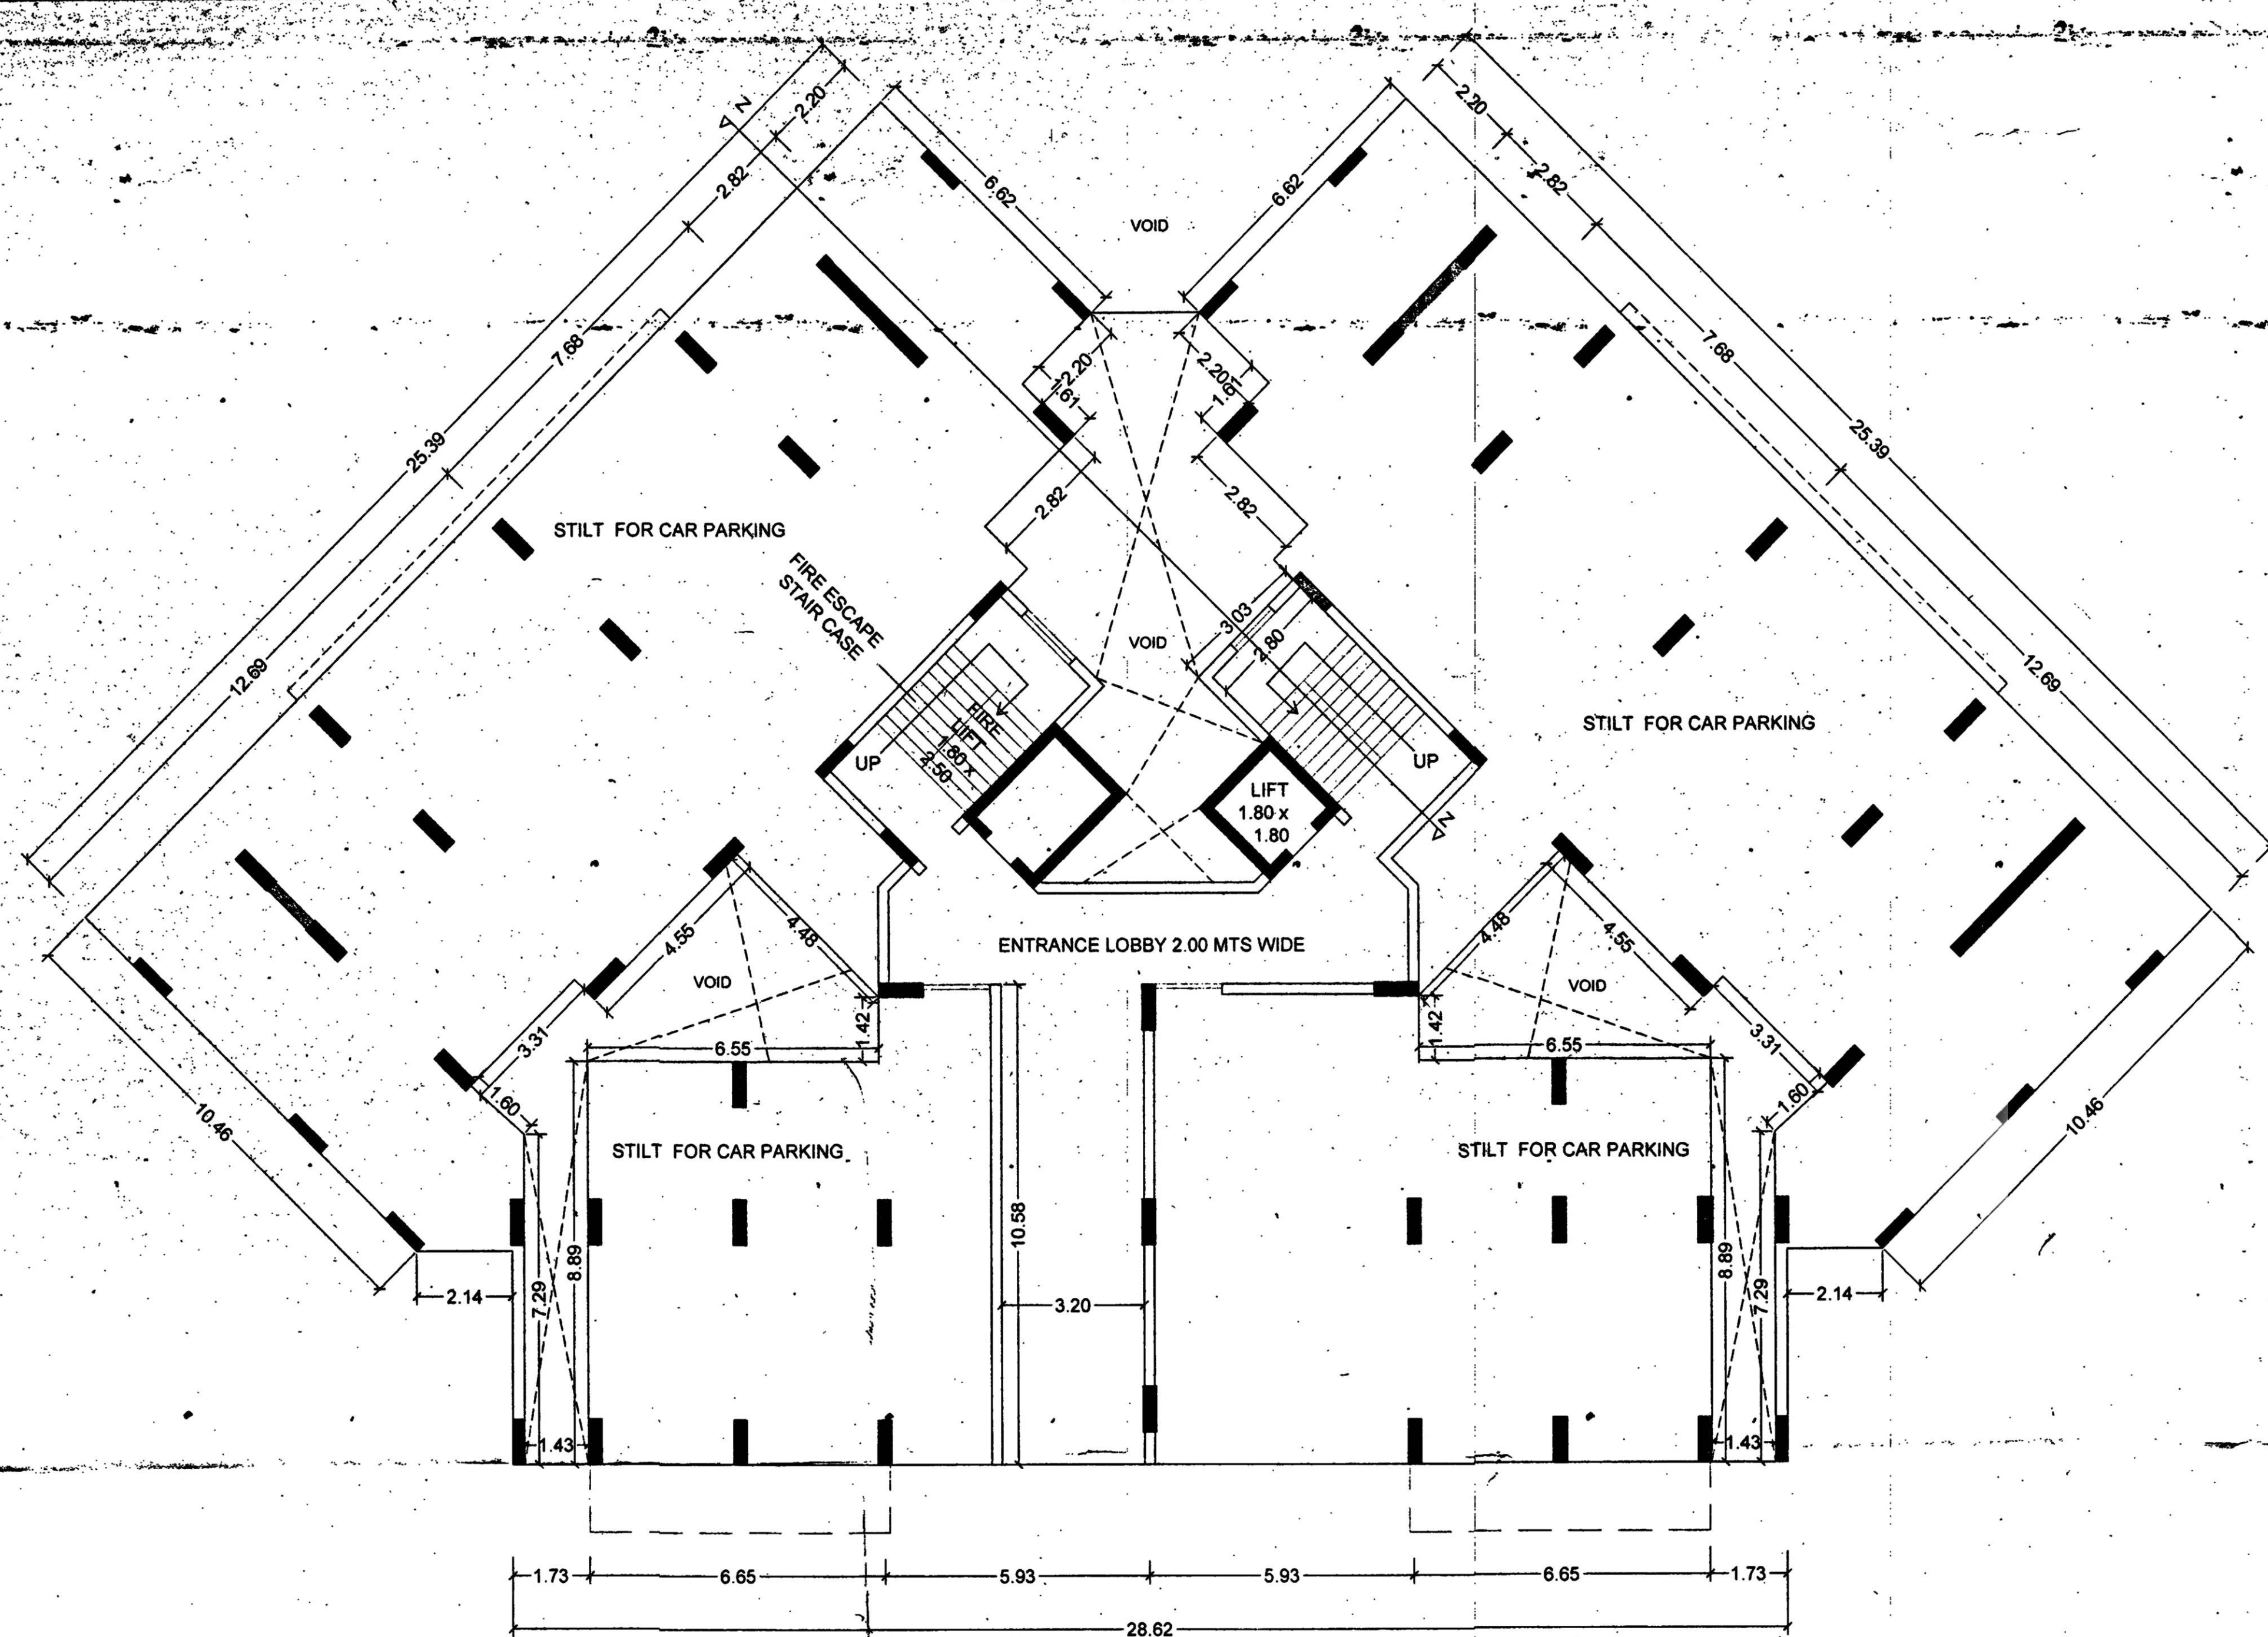 2.20
2.20
Z
2.82
6.62
6.62
2.82
VOID
7.68
7.68
2.20
2.20
1.61
1.61
25.39
25.39
2.82
2.82
STILT FOR CAR PARKING
FIRE ESCAPE
STAIR CASE
3.03
2.80
VOID
12.69
12.69
STILT FOR CAR PARKING
FIRE
LIFT
1.80 x
2.50
UP
UP
LIFT
1.80 x
1.80
Z
4.55
4.48
4.48
4.55
ENTRANCE LOBBY 2.00 MTS WIDE
VOID
VOID
1.42
1.42
3.31
6.55
6.55
3.31
1.60
1.60
10.46
10.46
STILT FOR CAR PARKING
STILT FOR CAR PARKING
10.58
8.89
8.89
7.29
7.29
2.14
3.20
2.14
1.43
1.43
1.73
6.65
5.93
5.93
6.65
1.73
28.62